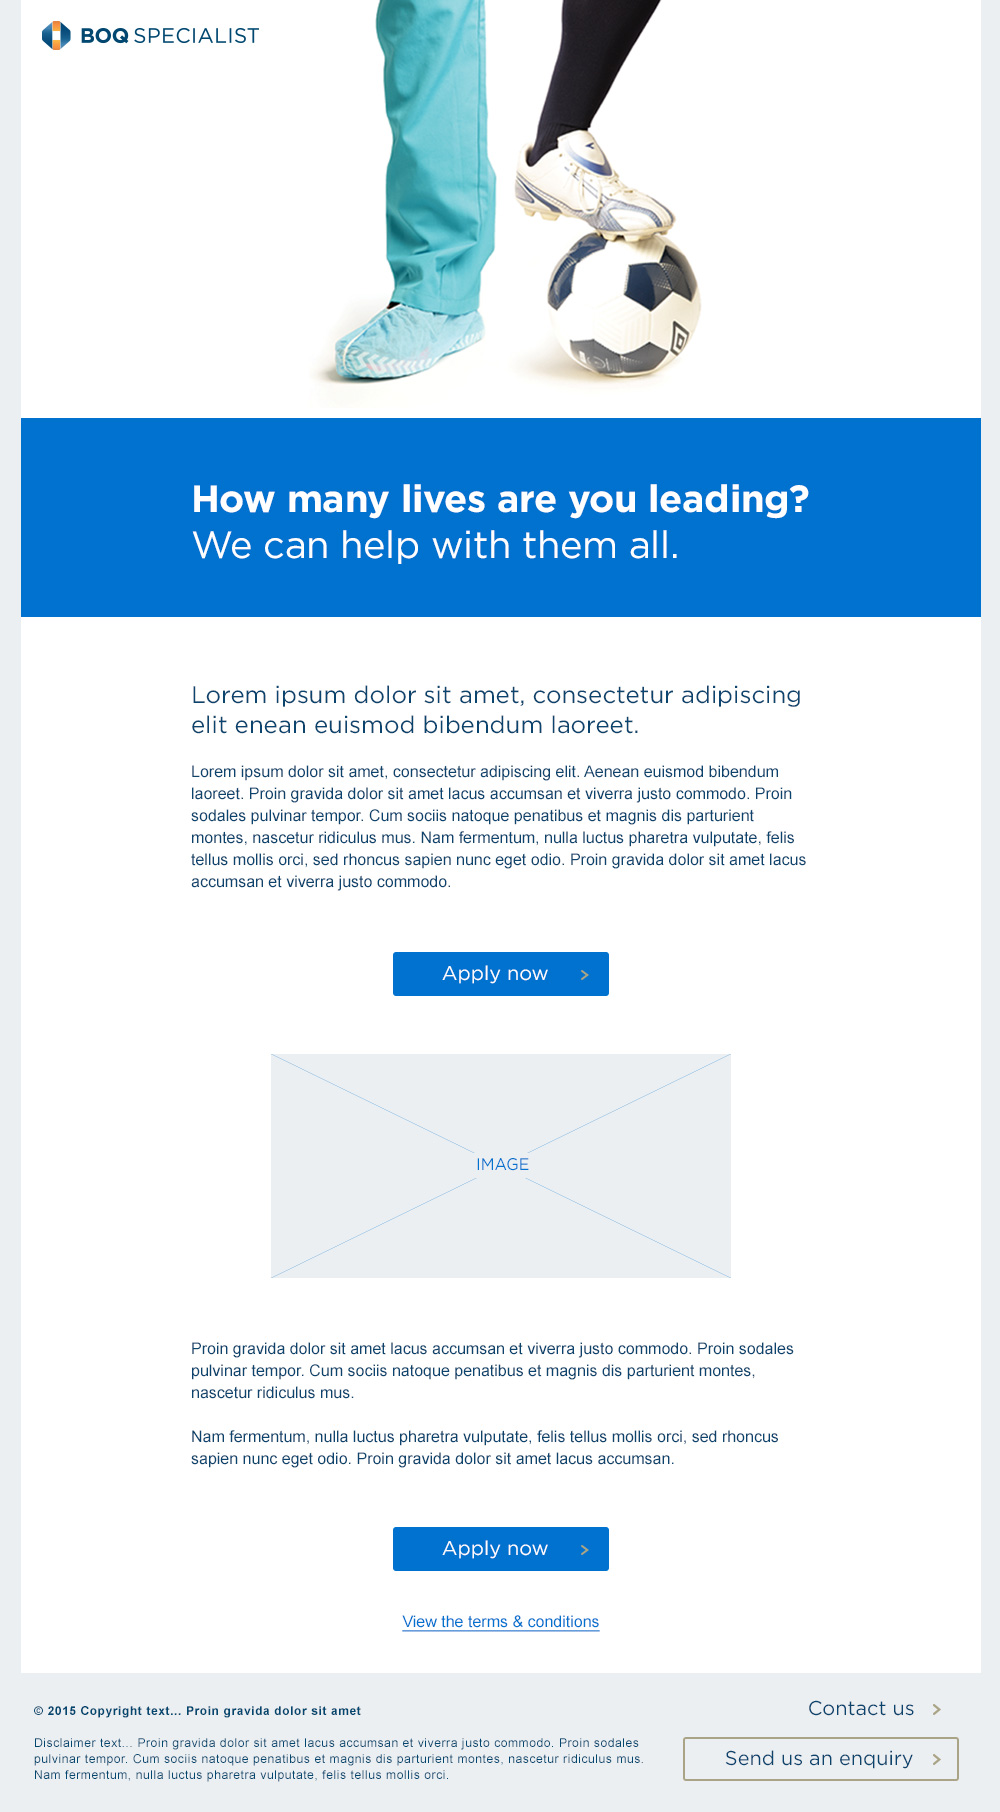 BOQ SPECIALIST
How many lives are you leading?
We can help with them all.
Lorem ipsum dolor sit amet, consectetur adipiscing
elit enean euismod bibendum laoreet.
Lorem ipsum dolor sit amet, consectetur adipiscing elit. Aenean euismod bibendum
laoreet. Proin gravida dolor sit amet lacus accumsan et viverra justo commodo. Proin
sodales pulvinar tempor. Cum sociis natoque penatibus et magnis dis parturient
montes, nascetur ridiculus mus. Nam fermentum, nulla luctus pharetra vulputate, felis
tellus mollis orci, sed rhoncus sapien nunc eget odio. Proin gravida dolor sit amet lacus
accumsan et viverra justo commodo.
Apply now >
IMAGE
Proin gravida dolor sit amet lacus accumsan et viverra justo commodo. Proin sodales
pulvinar tempor. Cum sociis natoque penatibus et magnis dis parturient montes,
nascetur ridiculus mus.
Nam fermentum, nulla luctus pharetra vulputate, felis tellus mollis orci, sed rhoncus
sapien nunc eget odio. Proin gravida dolor sit amet lacus accumsan.
Apply now >
View the terms & conditions
© 2015 Copyright text... Proin gravida dolor sit amet
Disclaimer text... Proin gravida dolor sit amet lacus accumsan et viverra justo commodo. Proin sodales
pulvinar tempor. Cum sociis natoque penatibus et magnis dis parturient montes, nascetur ridiculus mus.
Nam fermentum, nulla luctus pharetra vulputate, felis tellus mollis orci.
Contact us >
Send us an enquiry >